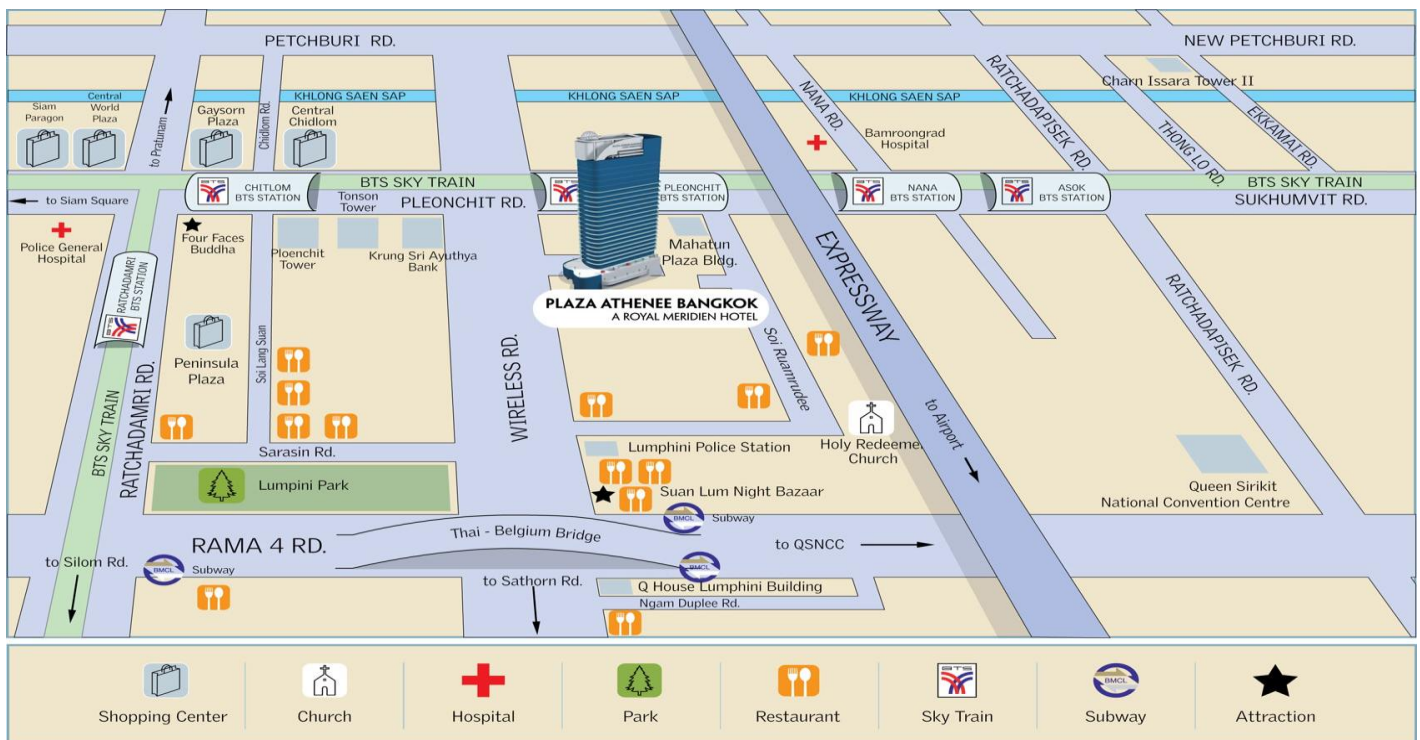 PETCHBURI RD.
NEW PETCHBURI RD.
Charn Issara Tower II
KHLONG SAEN SAP
KHLONG SAEN SAP
KHLONG SAEN SAP
Siam
Paragon
Central
World
Plaza
to Pratunam
Gaysorn
Plaza
Chidlom Rd.
Central
Chidlom
NANA RD.
Bamroongrad
Hospital
RATCHADAPISEK RD.
THONG LO RD.
EKKAMAI RD.
CHITLOM
BTS STATION
BTS SKY TRAIN
PLEONCHIT
BTS STATION
NANA
BTS STATION
ASOK
BTS STATION
BTS SKY TRAIN
to Siam Square
PLEONCHIT RD.
SUKHUMVIT RD.
Police General
Hospital
RATCHADAMRI
BTS STATION
BTS
Four Faces
Buddha
Ploenchit
Tower
Tonson
Tower
Krung Sri Ayuthya
Bank
Mahatun
Plaza Bldg.
PLAZA ATHENEE BANGKOK
A ROYAL MERIDIEN HOTEL
EXPRESSWAY
RATCHADAPISEK RD.
Peninsula
Plaza
Soi Lang Suan
WIRELESS RD.
Soi Ruamrudee
BTS SKY TRAIN
RATCHADAMRI RD.
Sarasin Rd.
Lumpini Park
Lumphini Police Station
Holy Redeemer
Church
to Airport
Suan Lum Night Bazaar
Queen Sirikit
National Convention Centre
BMCL
Subway
Thai - Belgium Bridge
RAMA 4 RD.
to QSNCC
to Silom Rd.
BMCL
Subway
BMCL
to Sathorn Rd.
Q House Lumphini Building
Ngam Duplee Rd.
BTS
BMCL
Shopping Center
Church
Hospital
Park
Restaurant
Sky Train
Subway
Attraction